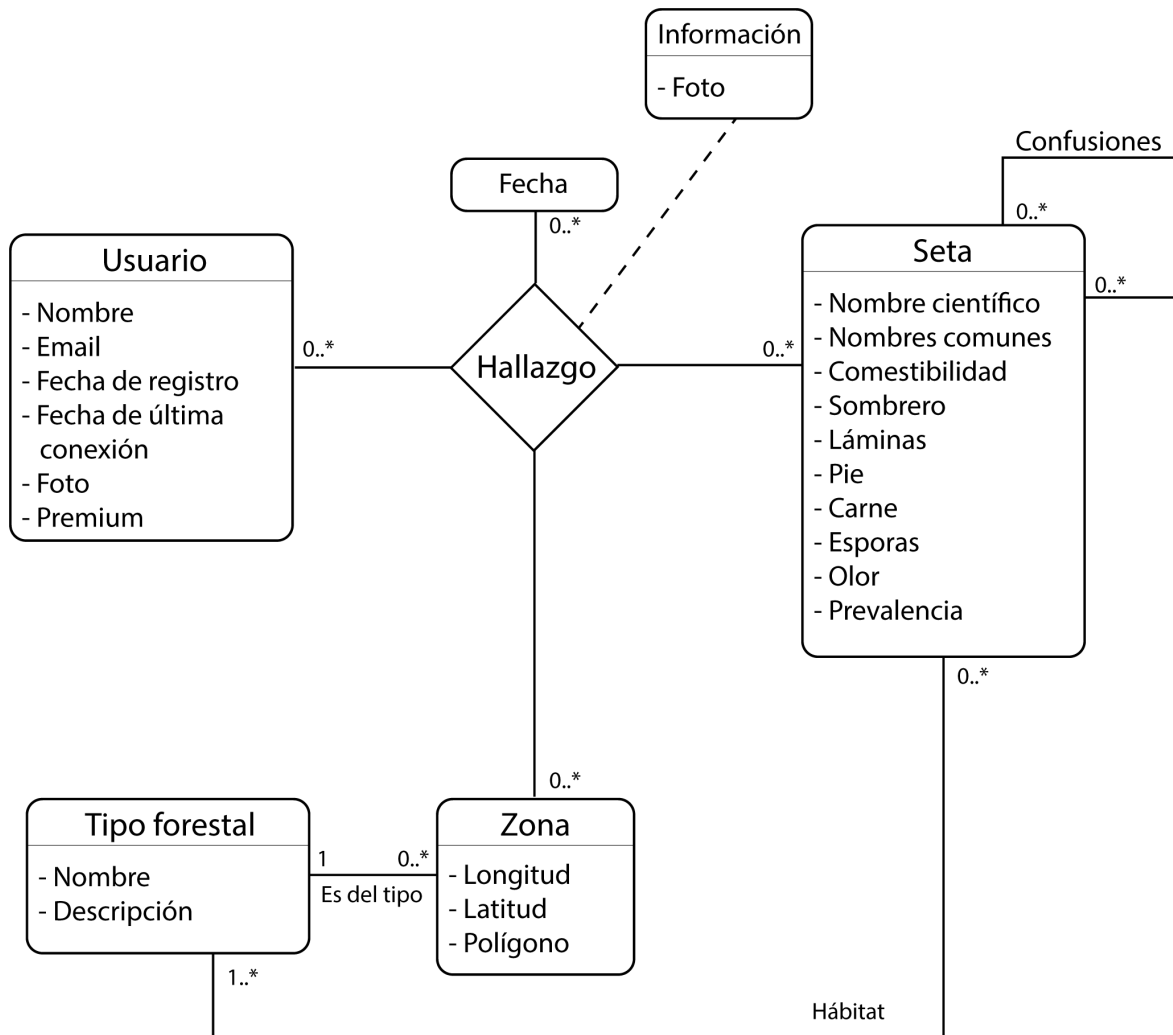 Información
- Foto
Confusiones
0..*
0..*
Fecha
0..*
Usuario
- Nombre
- Email
- Fecha de registro
- Fecha de última
conexión
- Foto
- Premium
0..*
Hallazgo
0..*
Seta
- Nombre científico
- Nombres comunes
- Comestibilidad
- Sombrero
- Láminas
- Pie
- Carne
- Esporas
- Olor
- Prevalencia
0..*
0..*
Tipo forestal
- Nombre
- Descripción
1
0..*
Es del tipo
Zona
- Longitud
- Latitud
- Polígono
1..*
Hábitat